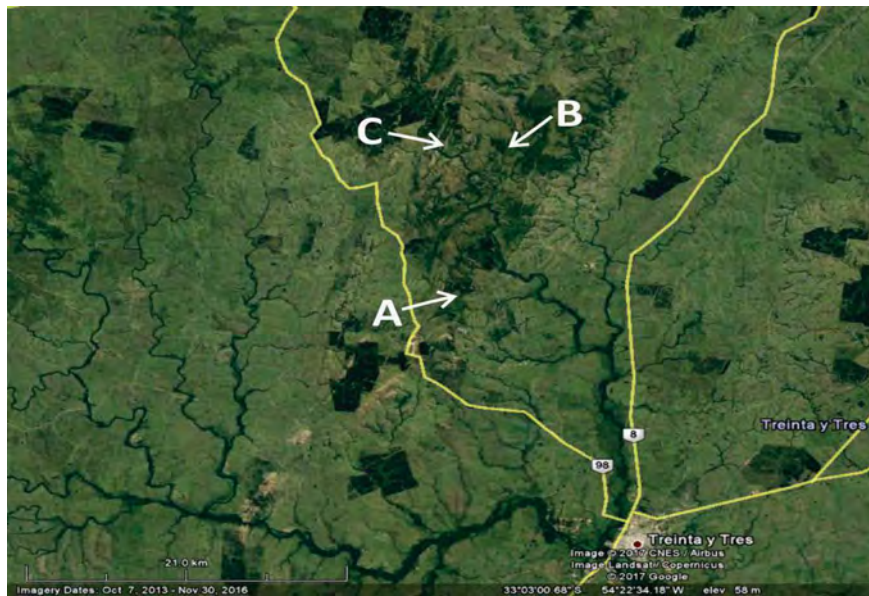 C
B
A
Treinta y Tres
8
98
Treinta y Tres
Image © 2017 CNES / Airbus
Image Landsat / Copernicus
© 2017 Google
21.0 km
Imagery Dates: Oct 7, 2013 - Nov 30, 2016 33°03'00.68" S 54°22'34.18" W elev 58 m